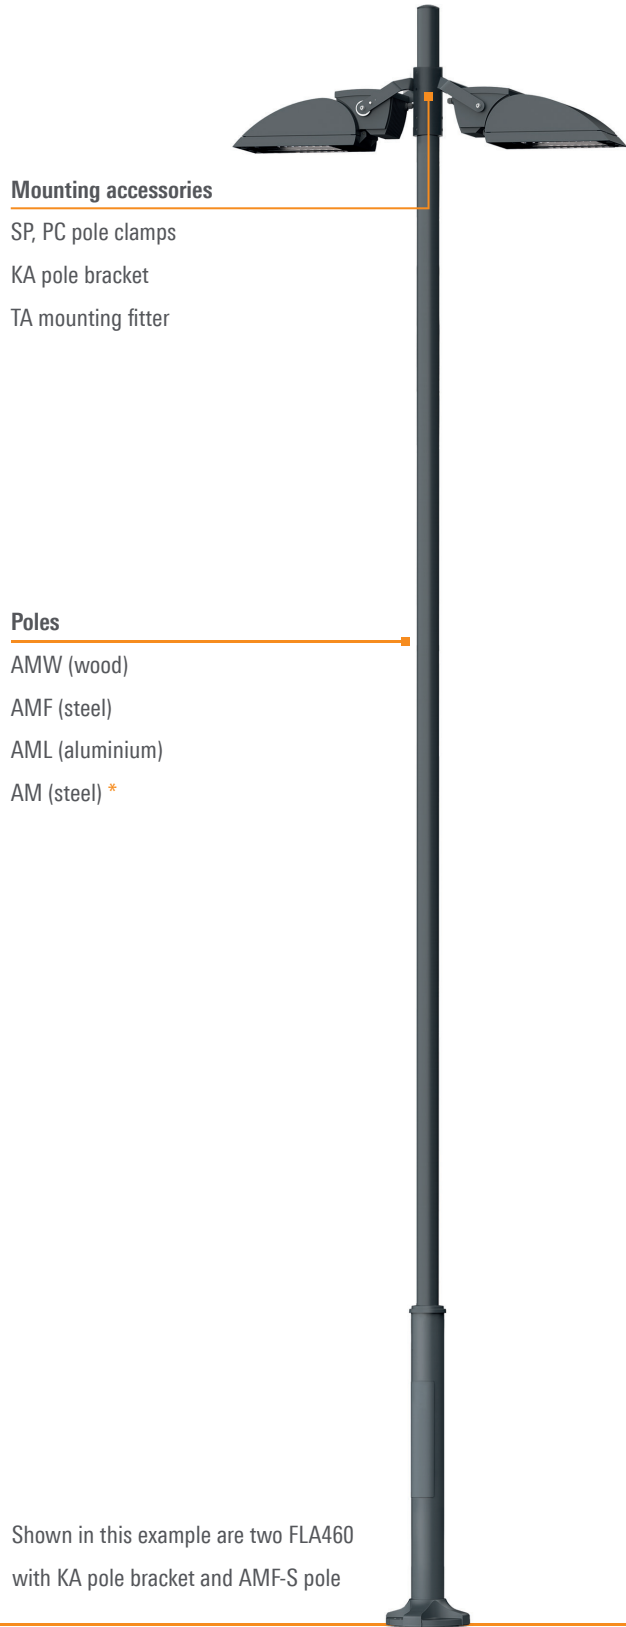 Mounting accessories
SP, PC pole clamps
KA pole bracket
TA mounting fitter
Poles
AMW (wood)
AMF (steel)
AML (aluminium)
AM (steel) *
Shown in this example are two FLA460
with KA pole bracket and AMF-S pole